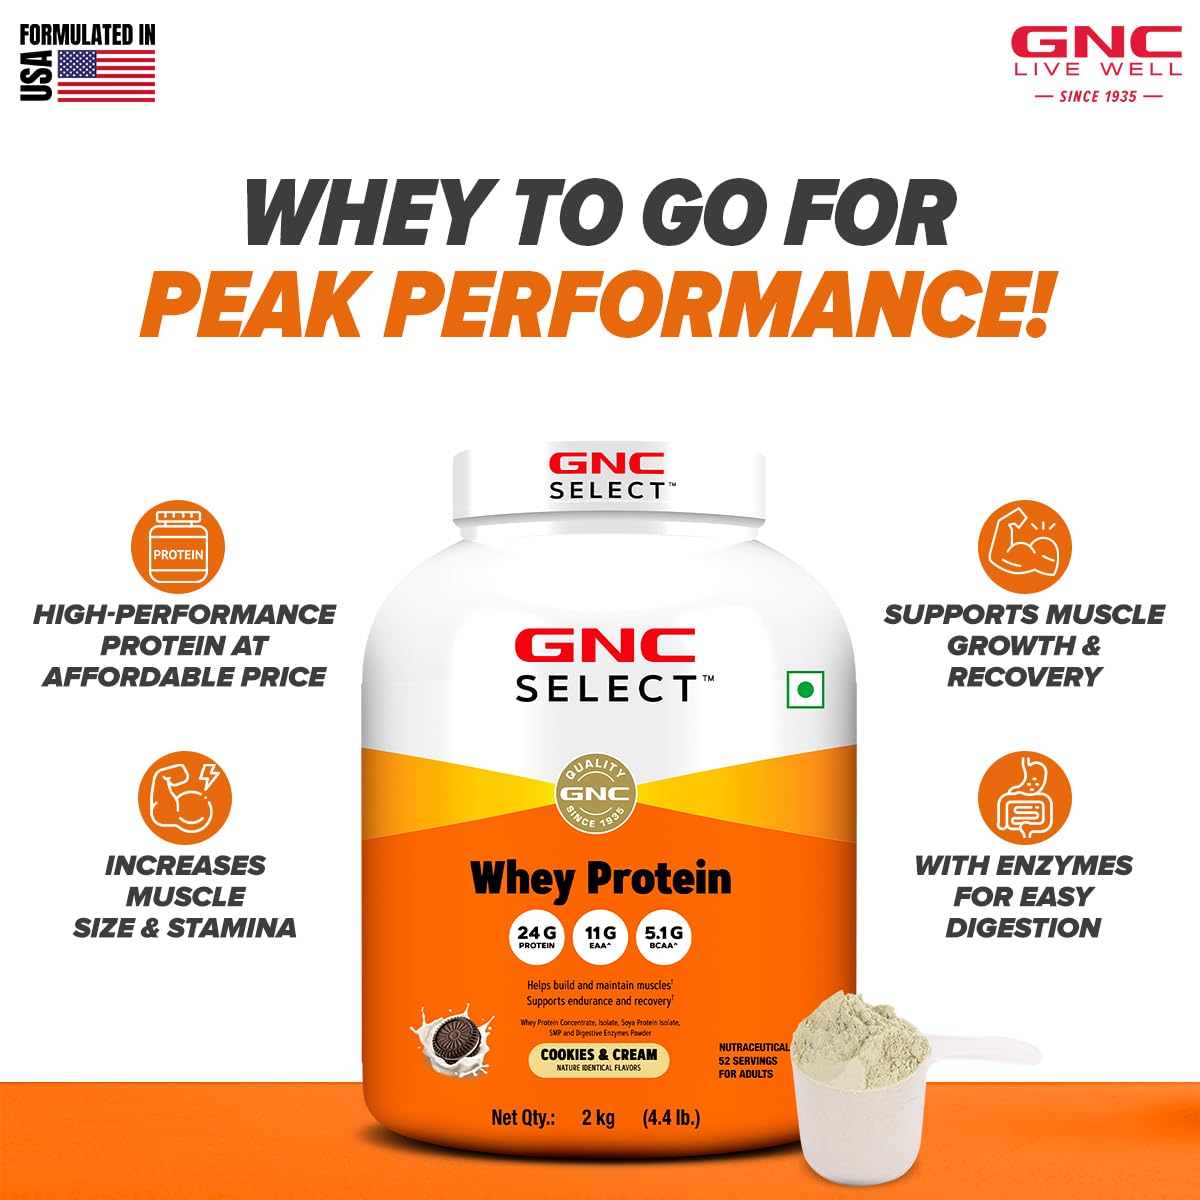 FORMULATED IN
USA
GNC
LIVE WELL
SINCE 1935
WHEY TO GO FOR
PEAK PERFORMANCE!
GNC
SELECT™
PROTEIN
HIGH-PERFORMANCE
PROTEIN AT
AFFORDABLE PRICE
SUPPORTS MUSCLE
GROWTH &
RECOVERY
GNC
SELECT™
QUALITY
GNC
SINCE 1935
INCREASES
MUSCLE
SIZE & STAMINA
WITH ENZYMES
FOR EASY
DIGESTION
Whey Protein
24 G
PROTEIN
11 G
EAA^
5.1 G
BCAA^
Helps build and maintain muscles†
Supports endurance and recovery†
Whey Protein Concentrate, Isolate, Soya Protein Isolate,
SMP and Digestive Enzymes Powder
COOKIES & CREAM
NATURE IDENTICAL FLAVORS
NUTRACEUTICAL
52 SERVINGS
FOR ADULTS
Net Qty.: 2 kg (4.4 lb.)